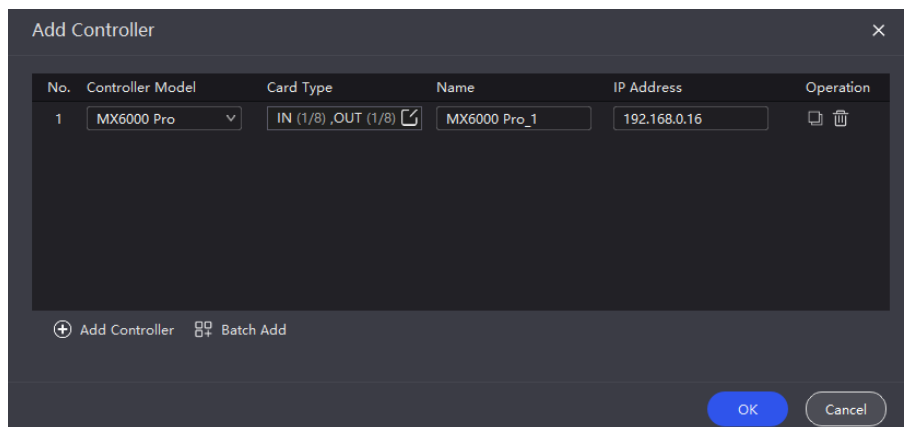 Add Controller
No. Controller Model Card Type Name IP Address Operation
1 MX6000 Pro IN (1/8) ,OUT (1/8) MX6000 Pro_1 192.168.0.16
Add Controller Batch Add
OK Cancel